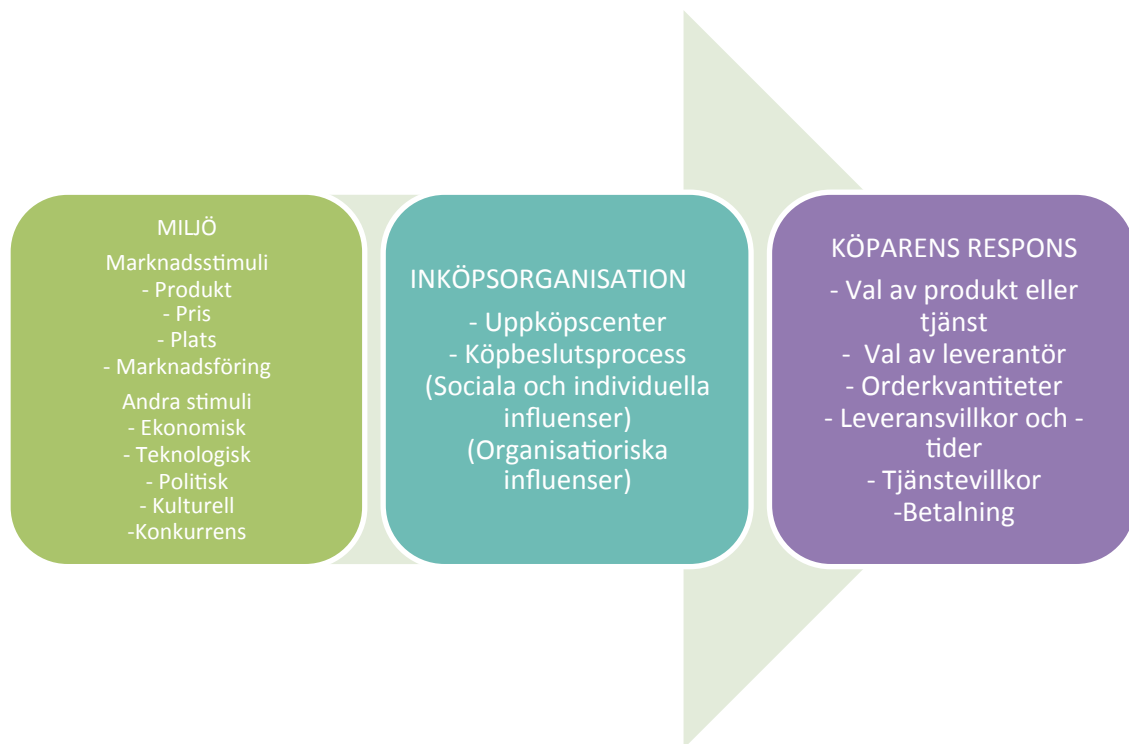 MILJÖ
Marknadsstimuli
- Produkt
- Pris
- Plats
- Marknadsföring
Andra stimuli
- Ekonomisk
- Teknologisk
- Politisk
- Kulturell
-Konkurrens
INKÖPSORGANISATION
- Uppköpscenter
- Köpbeslutsprocess
(Sociala och individuella
influenser)
(Organisatioriska
influenser)
KÖPARENS RESPONS
- Val av produkt eller
tjänst
- Val av leverantör
- Orderkvantiteter
- Leveransvillkor och -
tider
- Tjänstevillkor
-Betalning